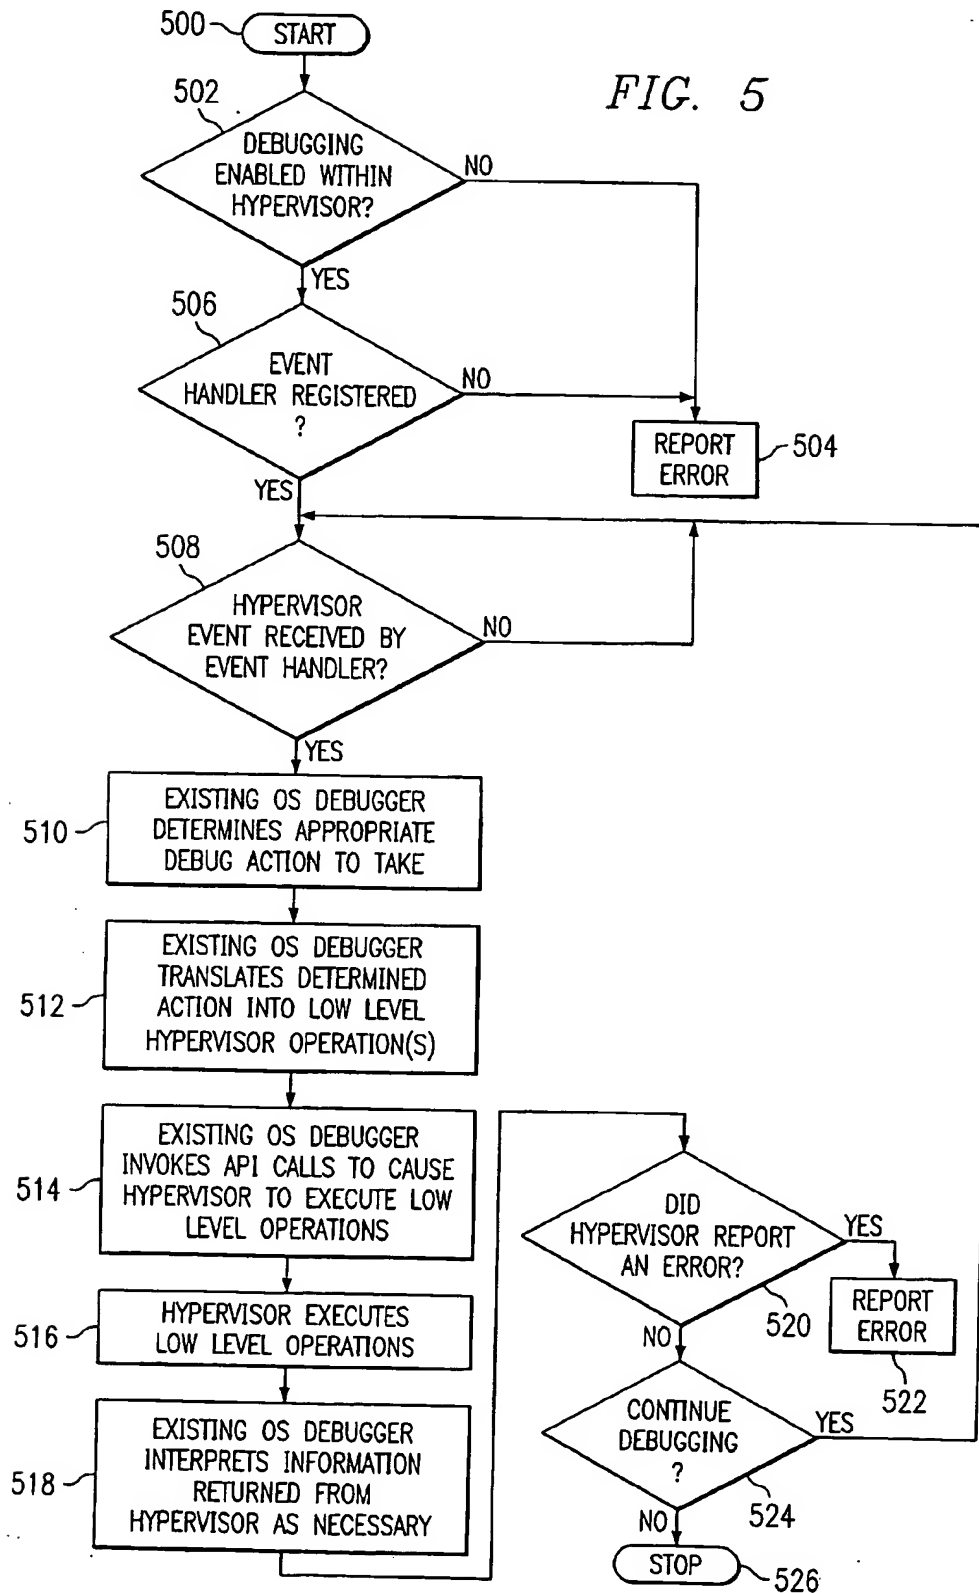 500
START
FIG. 5
502
DEBUGGING
ENABLED WITHIN
HYPERVISOR?
NO
YES
506
EVENT
HANDLER REGISTERED
?
NO
REPORT
ERROR
504
YES
508
HYPERVISOR
EVENT RECEIVED BY
EVENT HANDLER?
NO
YES
510
EXISTING OS DEBUGGER
DETERMINES APPROPRIATE
DEBUG ACTION TO TAKE
512
EXISTING OS DEBUGGER
TRANSLATES DETERMINED
ACTION INTO LOW LEVEL
HYPERVISOR OPERATION(S)
514
EXISTING OS DEBUGGER
INVOKES API CALLS TO CAUSE
HYPERVISOR TO EXECUTE LOW
LEVEL OPERATIONS
516
HYPERVISOR EXECUTES
LOW LEVEL OPERATIONS
518
EXISTING OS DEBUGGER
INTERPRETS INFORMATION
RETURNED FROM
HYPERVISOR AS NECESSARY
DID
HYPERVISOR REPORT
AN ERROR?
YES
520
REPORT
ERROR
522
NO
CONTINUE
DEBUGGING
?
YES
524
NO
STOP
526